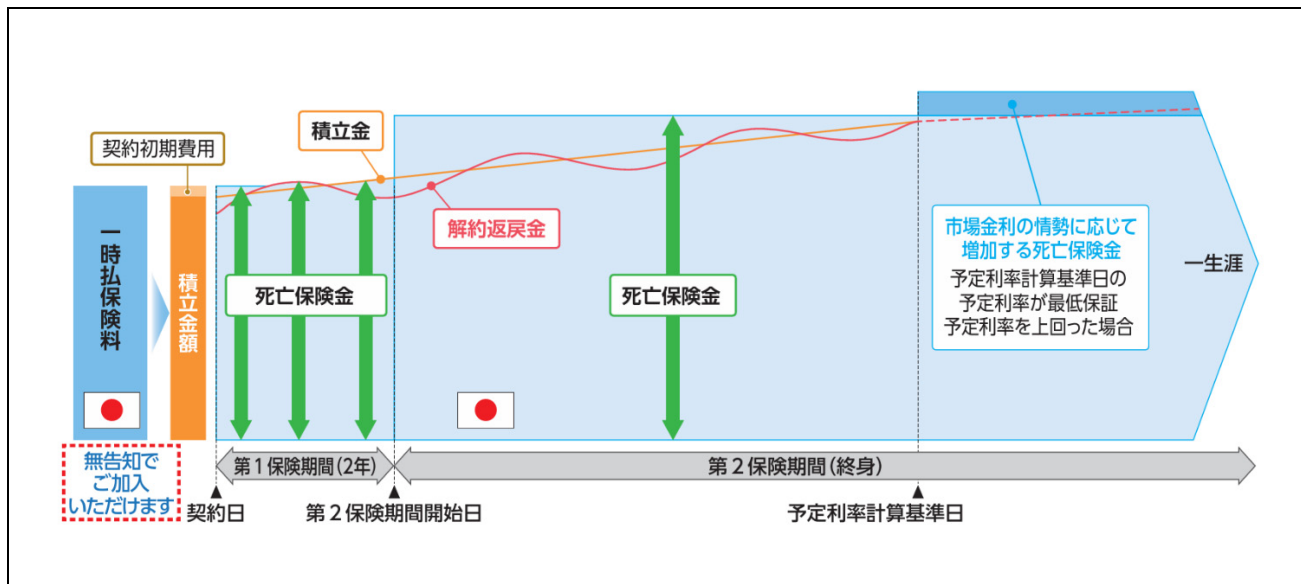 契約初期費用
積立金
一時払保険料
積立金額
解約返戻金
死亡保険金
死亡保険金
市場金利の情勢に応じて
増加する死亡保険金
予定利率計算基準日の
予定利率が最低保証
予定利率を上回った場合
一生涯
無告知で
ご加入
いただけます
第1保険期間(2年)
第2保険期間(終身)
契約日
第2保険期間開始日
予定利率計算基準日